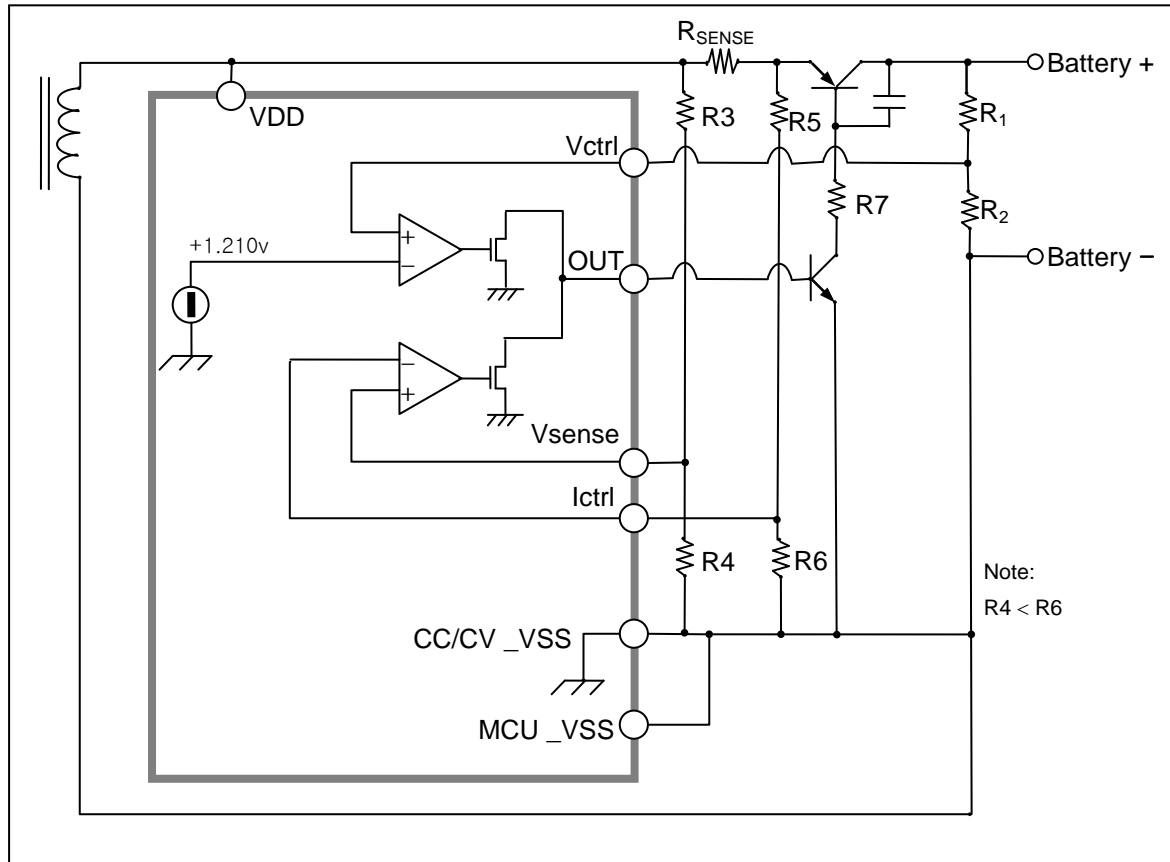 RSENSE
Battery +
VDD
R3
R5
R1
Vctrl
R7
R2
+1.210v
+
−
OUT
Battery −
−
+
Vsense
Ictrl
R4
R6
Note:
R4 < R6
CC/CV _VSS
MCU _VSS